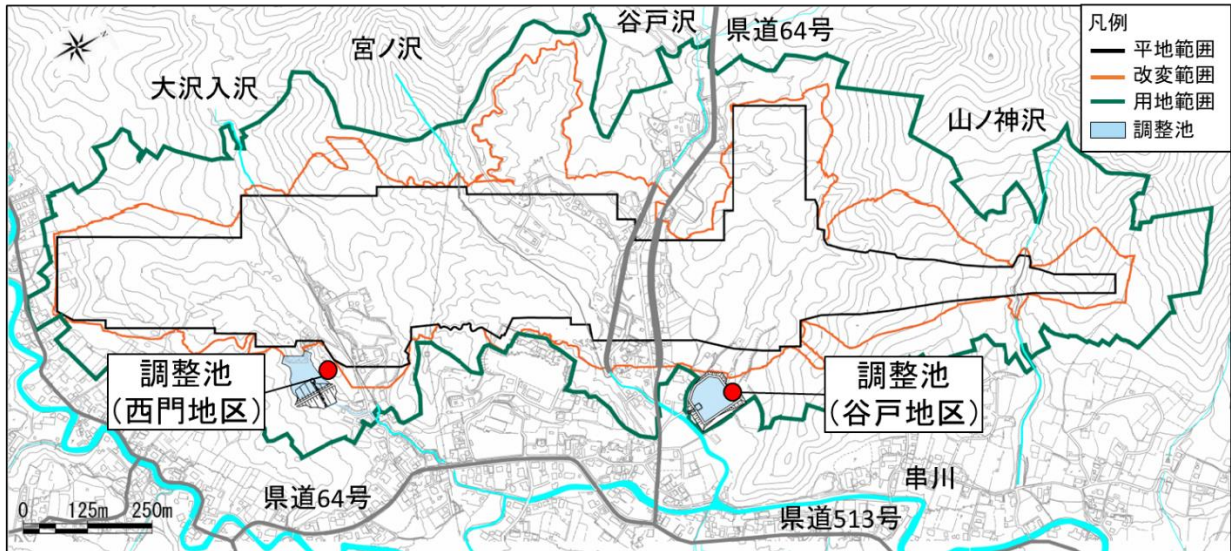 谷戸沢
県道64号
宮ノ沢
大沢入沢
山ノ神沢
凡例
平地範囲
改変範囲
用地範囲
調整池
調整池
(西門地区)
調整池
(谷戸地区)
串川
県道64号
県道513号
0 125m 250m